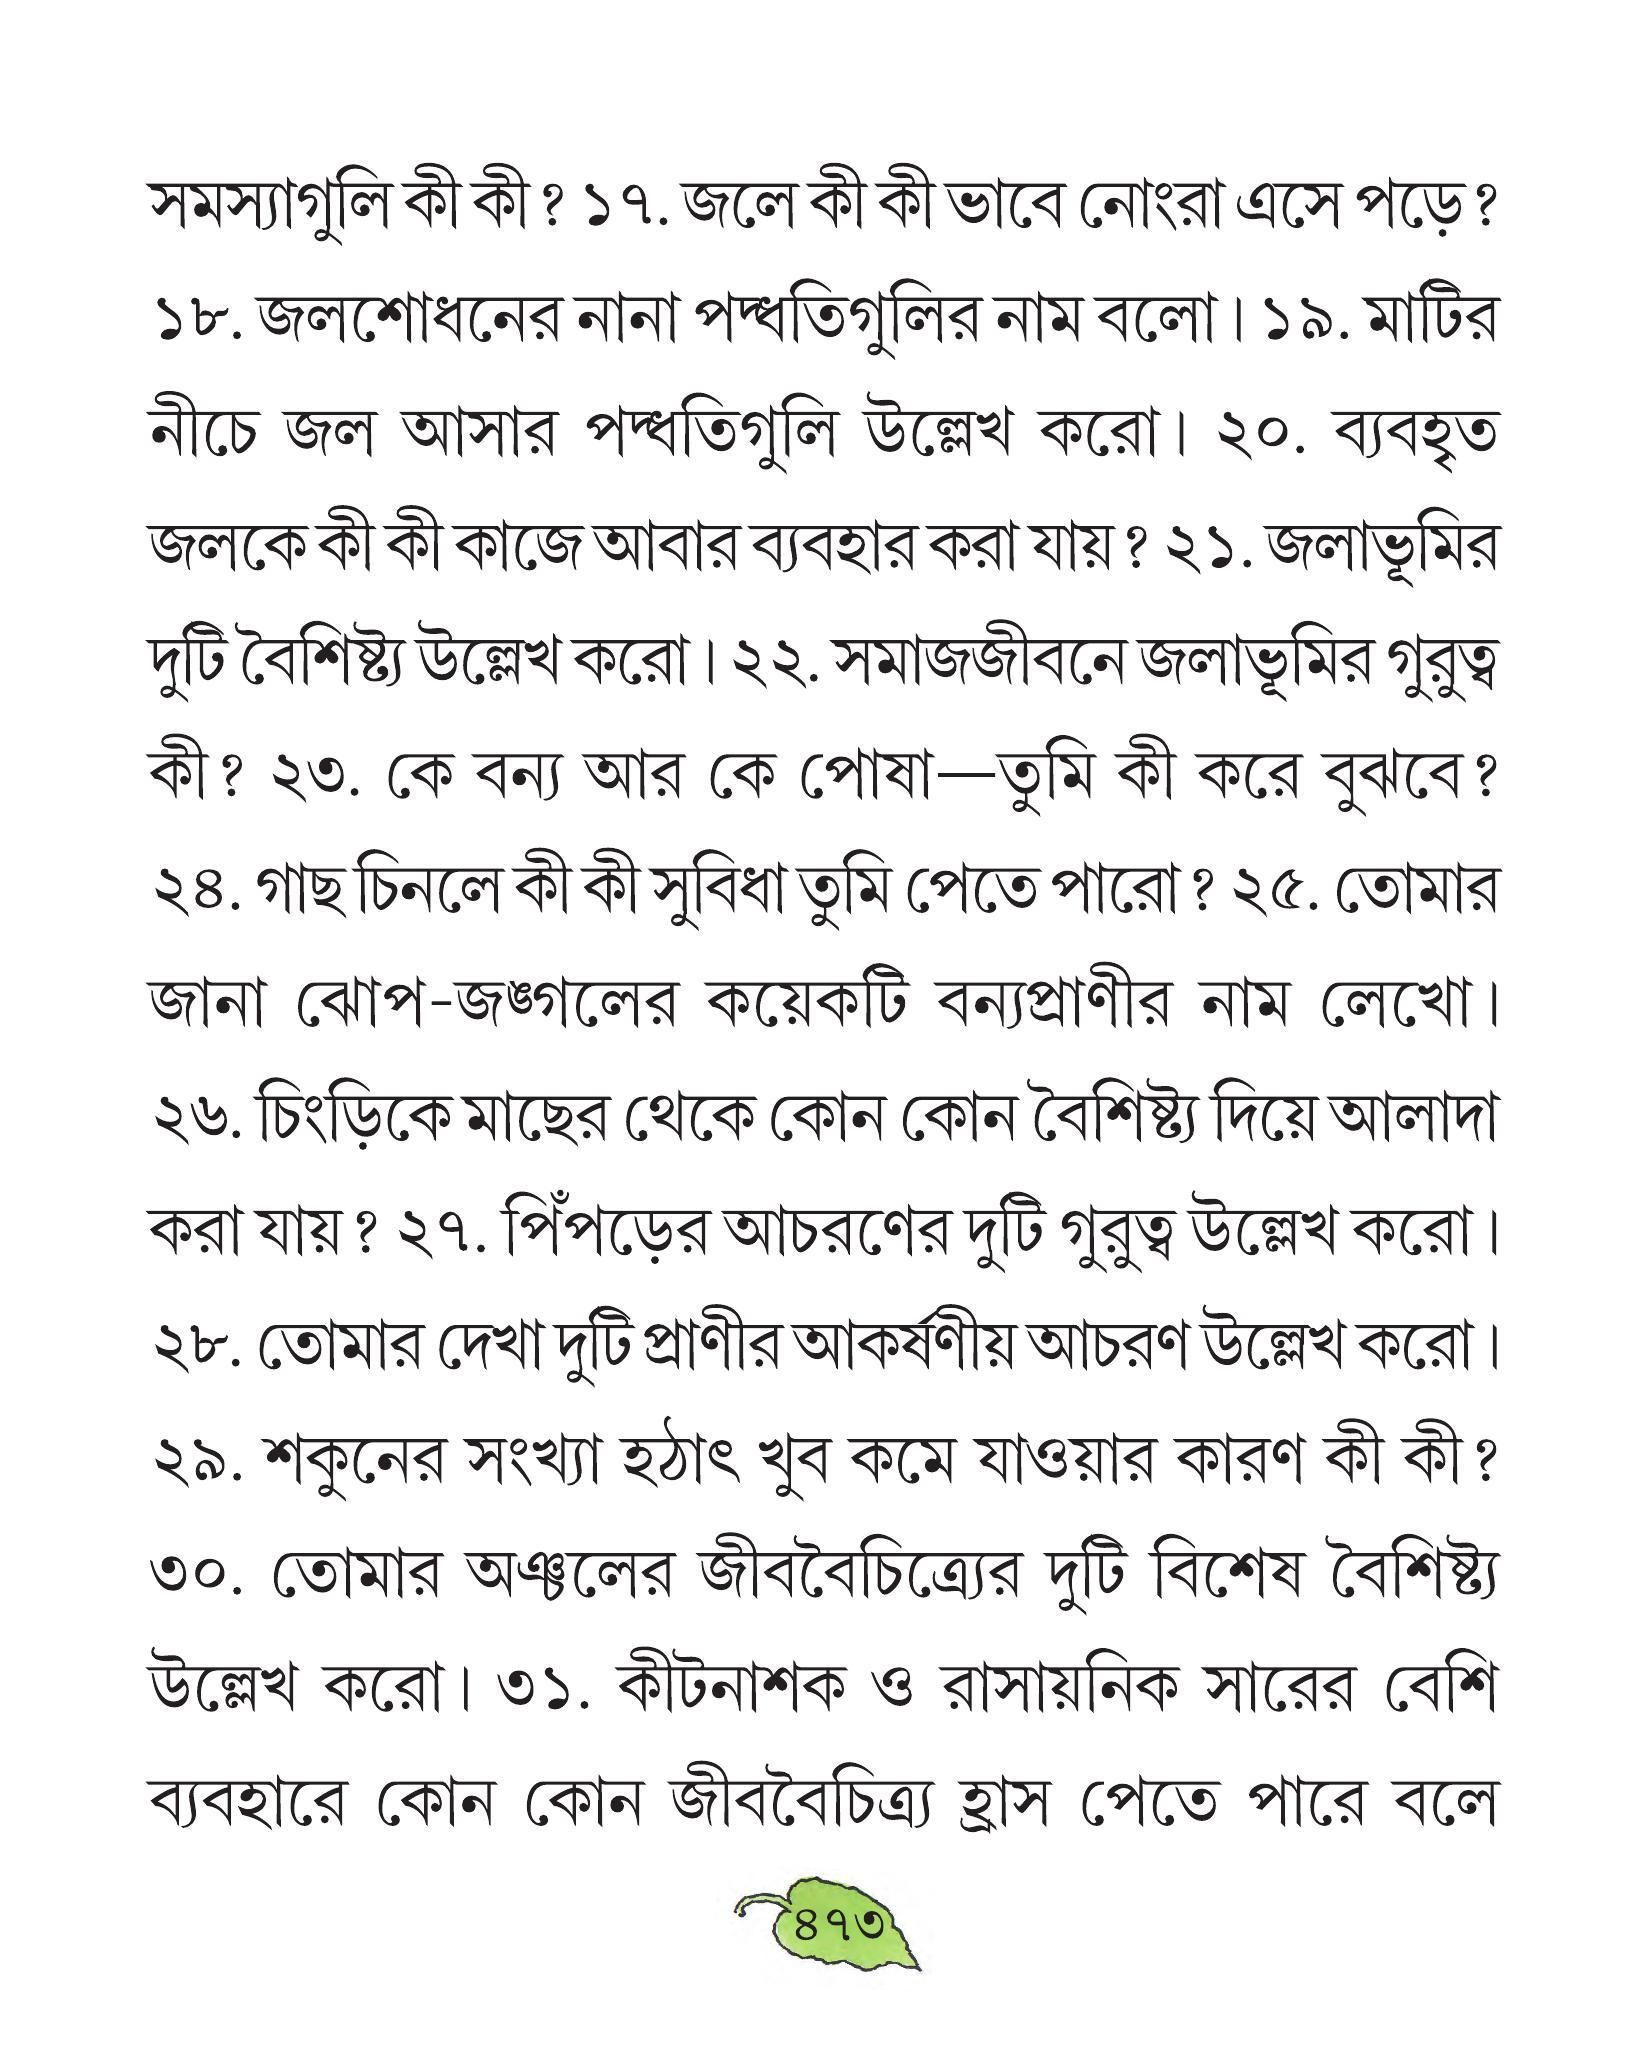 সমস্যাগুলি কী কী? ১৭. জলে কী কী ভাবে নোংরা এসে পড়ে?
১৮. জলশোধনের নানা পদ্ধতিগুলির নাম বলো। ১৯. মাটির
নীচে জল আসার পদ্ধতিগুলি উল্লেখ করো। ২০. ব্যবহৃত
জলকে কী কী কাজে আবার ব্যবহার করা যায়? ২১. জলাভূমির
দুটি বৈশিষ্ট্য উল্লেখ করো। ২২. সমাজজীবনে জলাভূমির গুরুত্ব
কী? ২৩. কে বন্য আর কে পোষা—তুমি কী করে বুঝবে?
২৪. গাছ চিনলে কী কী সুবিধা তুমি পেতে পারো? ২৫. তোমার
জানা ঝোপ-জঙ্গলের কয়েকটি বন্যপ্রাণীর নাম লেখো।
২৬. চিংড়িকে মাছের থেকে কোন কোন বৈশিষ্ট্য দিয়ে আলাদা
করা যায়? ২৭. পিঁপড়ের আচরণের দুটি গুরুত্ব উল্লেখ করো।
২৮. তোমার দেখা দুটি প্রাণীর আকর্ষণীয় আচরণ উল্লেখ করো।
২৯. শকুনের সংখ্যা হঠাৎ খুব কমে যাওয়ার কারণ কী কী?
৩০. তোমার অঞ্চলের জীববৈচিত্র্যের দুটি বিশেষ বৈশিষ্ট্য
উল্লেখ করো। ৩১. কীটনাশক ও রাসায়নিক সারের বেশি
ব্যবহারে কোন কোন জীববৈচিত্র্য হ্রাস পেতে পারে বলে
৪৭৩